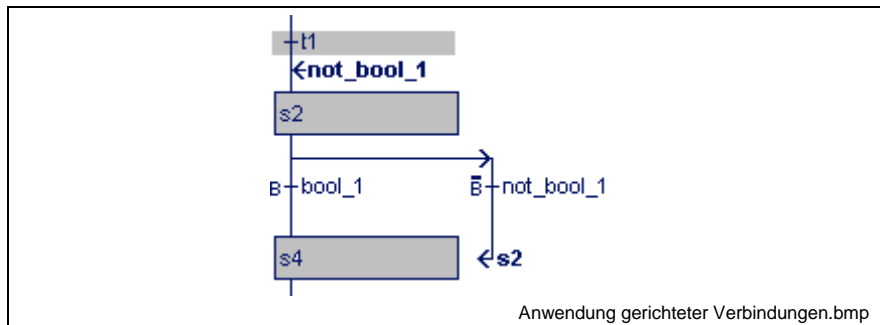 t1
not_bool_1
s2
B bool_1
B̄ not_bool_1
s4
s2
Anwendung gerichteter Verbindungen.bmp